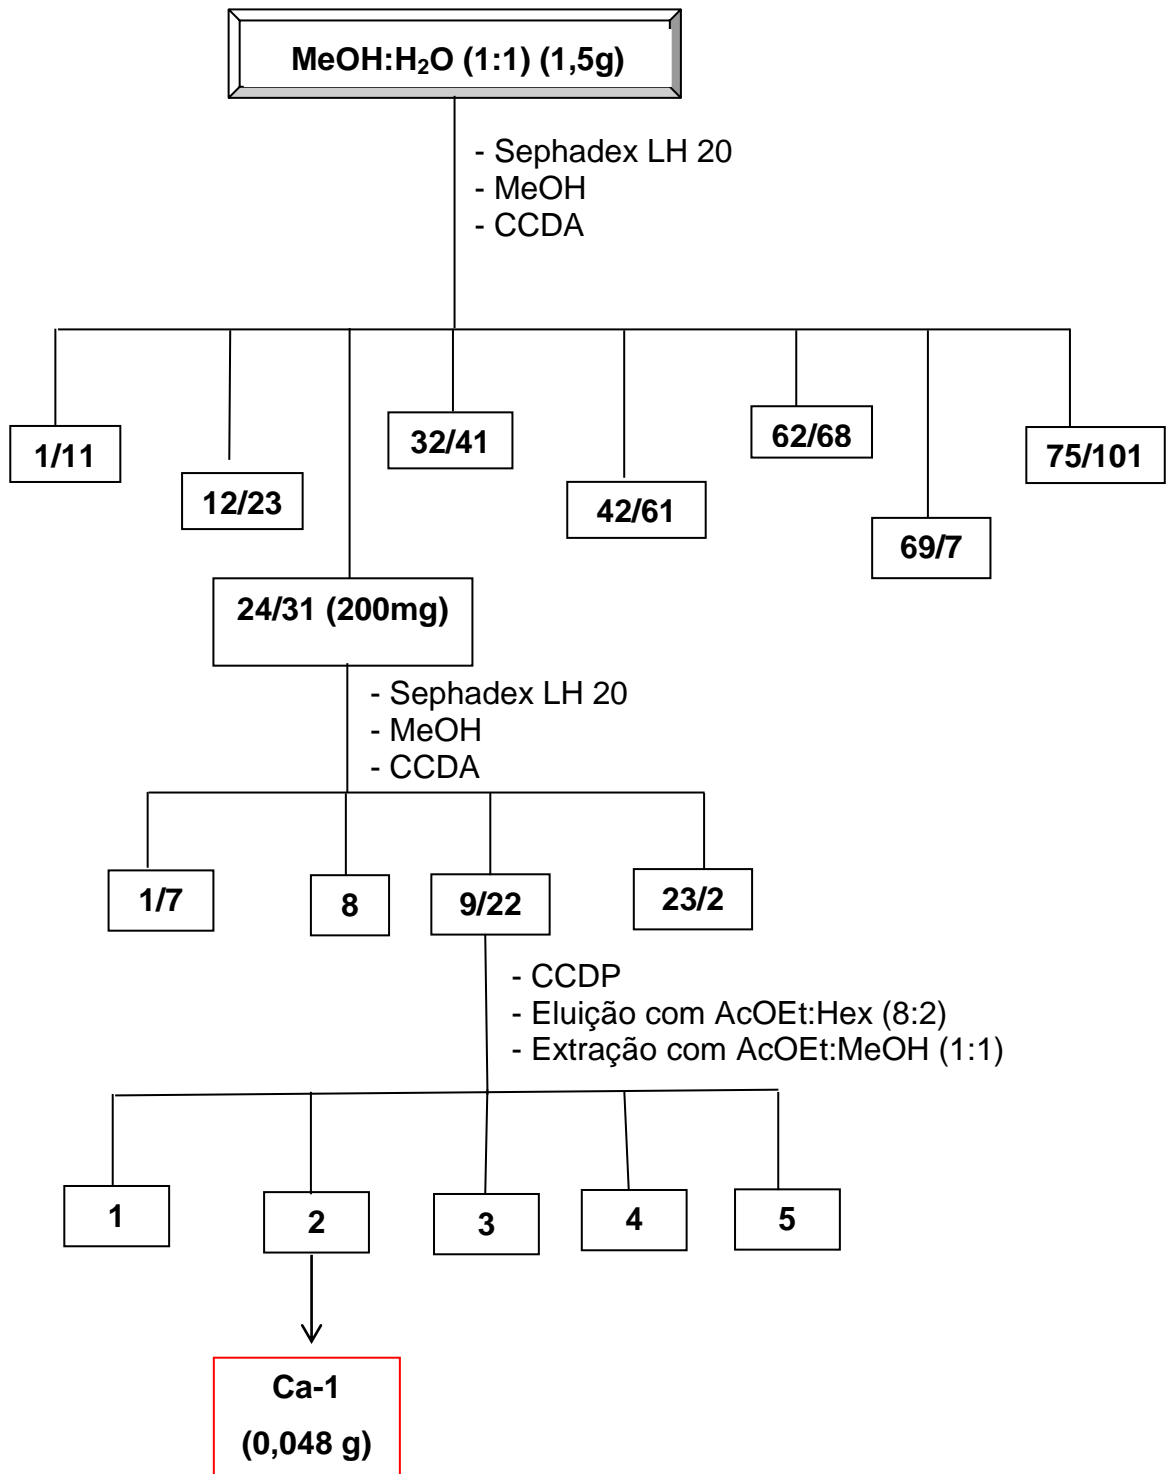 MeOH:H₂O (1:1) (1,5g)
- Sephadex LH 20
- MeOH
- CCDA
1/11
12/23
24/31 (200mg)
32/41
42/61
62/68
69/7
75/101
- Sephadex LH 20
- MeOH
- CCDA
1/7
8
9/22
23/2
- CCDP
- Eluição com AcOEt:Hex (8:2)
- Extração com AcOEt:MeOH (1:1)
1
2
3
4
5
Ca-1
(0,048 g)